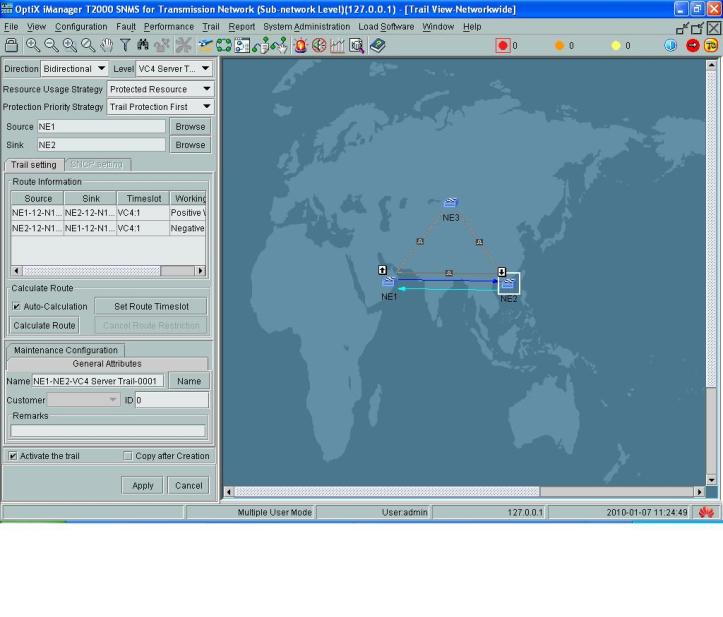 OptiX iManager T2000 SNMS for Transmission Network (Sub-network Level)(127.0.0.1) - [Trail View-Networkwide]
File View Configuration Fault Performance Trail Report System Administration Load Software Window Help
0 0 0
Direction Bidirectional Level VC4 Server T...
Resource Usage Strategy Protected Resource
Protection Priority Strategy Trail Protection First
Source NE1 Browse
Sink NE2 Browse
Trail setting SNCP setting
Route Information
Source Sink Timeslot Working
NE1-12-N1... NE2-12-N1... VC4:1 Positive
NE2-12-N1... NE1-12-N1... VC4:1 Negative
Calculate Route
Auto-Calculation Set Route Timeslot
Calculate Route Cancel Route Restriction
Maintenance Configuration
General Attributes
Name NE1-NE2-VC4 Server Trail-0001 Name
Customer ID 0
Remarks
Activate the trail Copy after Creation
Apply Cancel
NE3
NE1
NE2
Multiple User Mode User:admin 127.0.0.1 2010-01-07 11:24:49